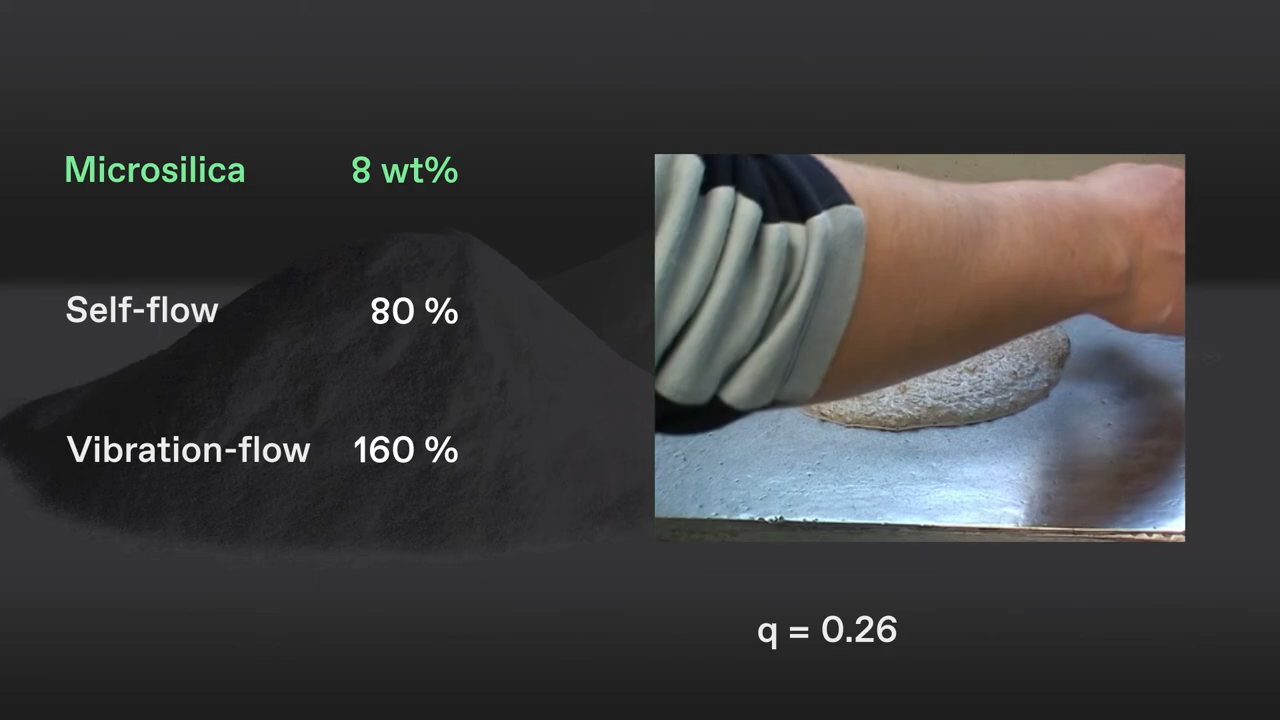 Microsilica 8 wt%
Self-flow 80 %
Vibration-flow 160 %
q = 0.26